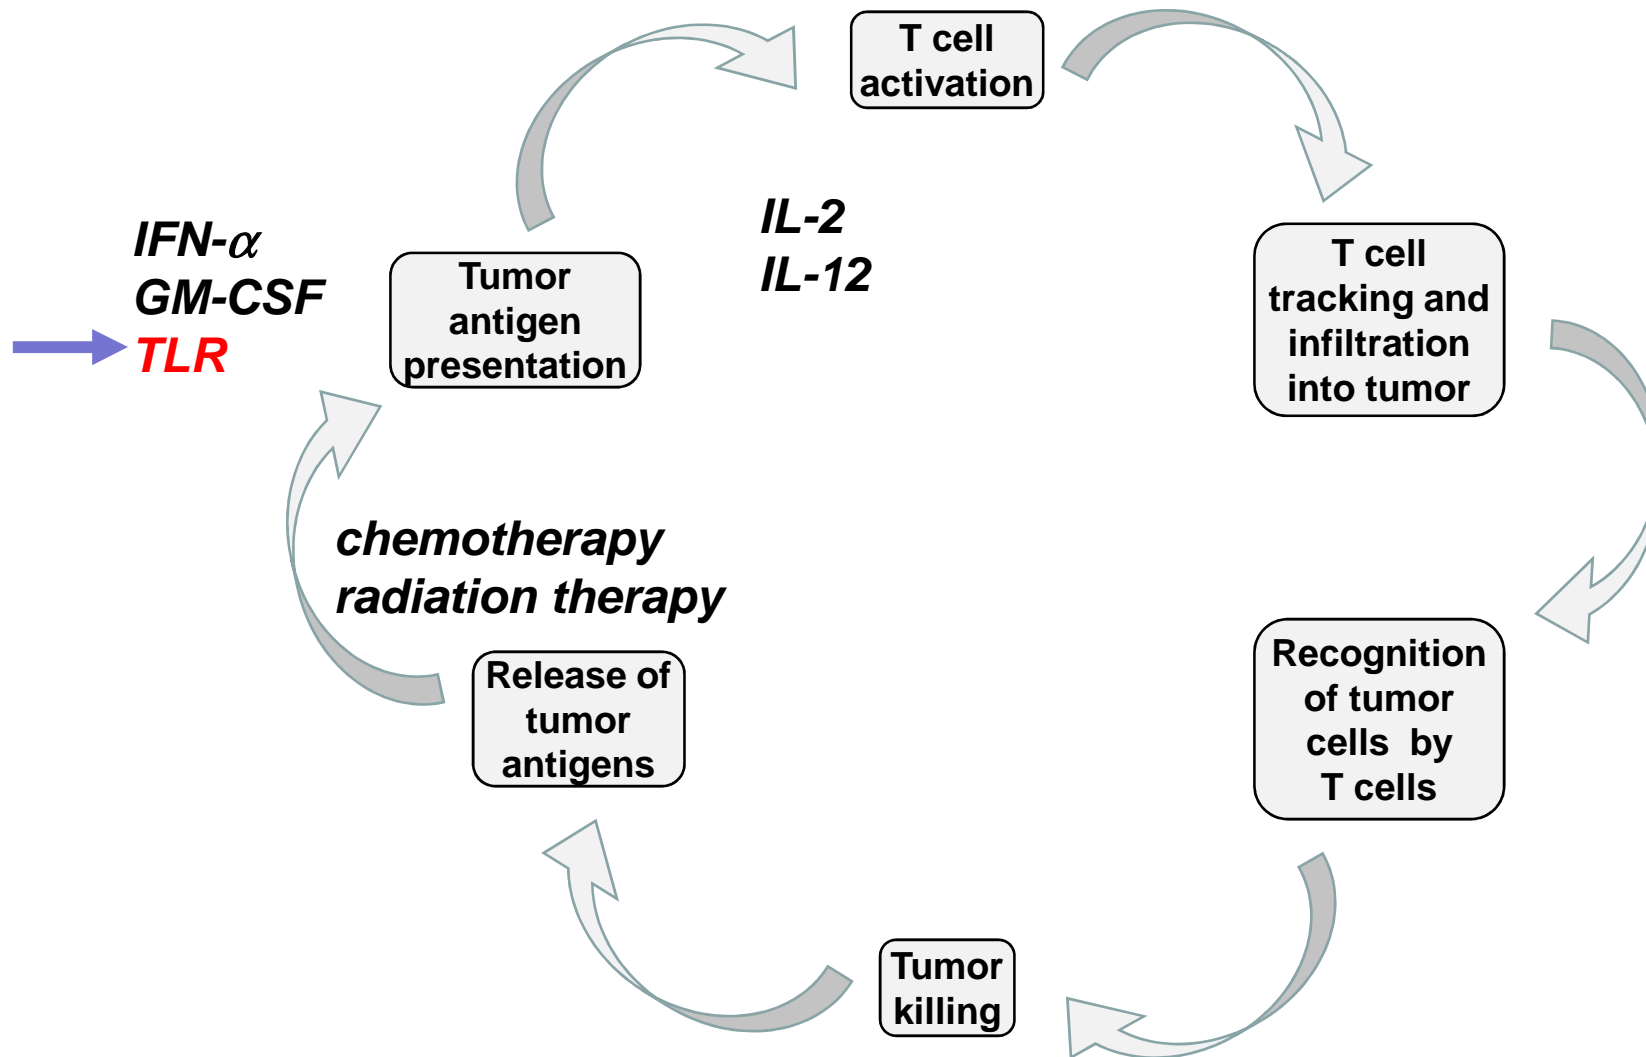 T cell
activation
IL-2
IL-12
T cell
tracking and
infiltration
into tumor
Recognition
of tumor
cells by
T cells
Tumor
killing
Release of
tumor
antigens
chemotherapy
radiation therapy
Tumor
antigen
presentation
IFN-α
GM-CSF
TLR